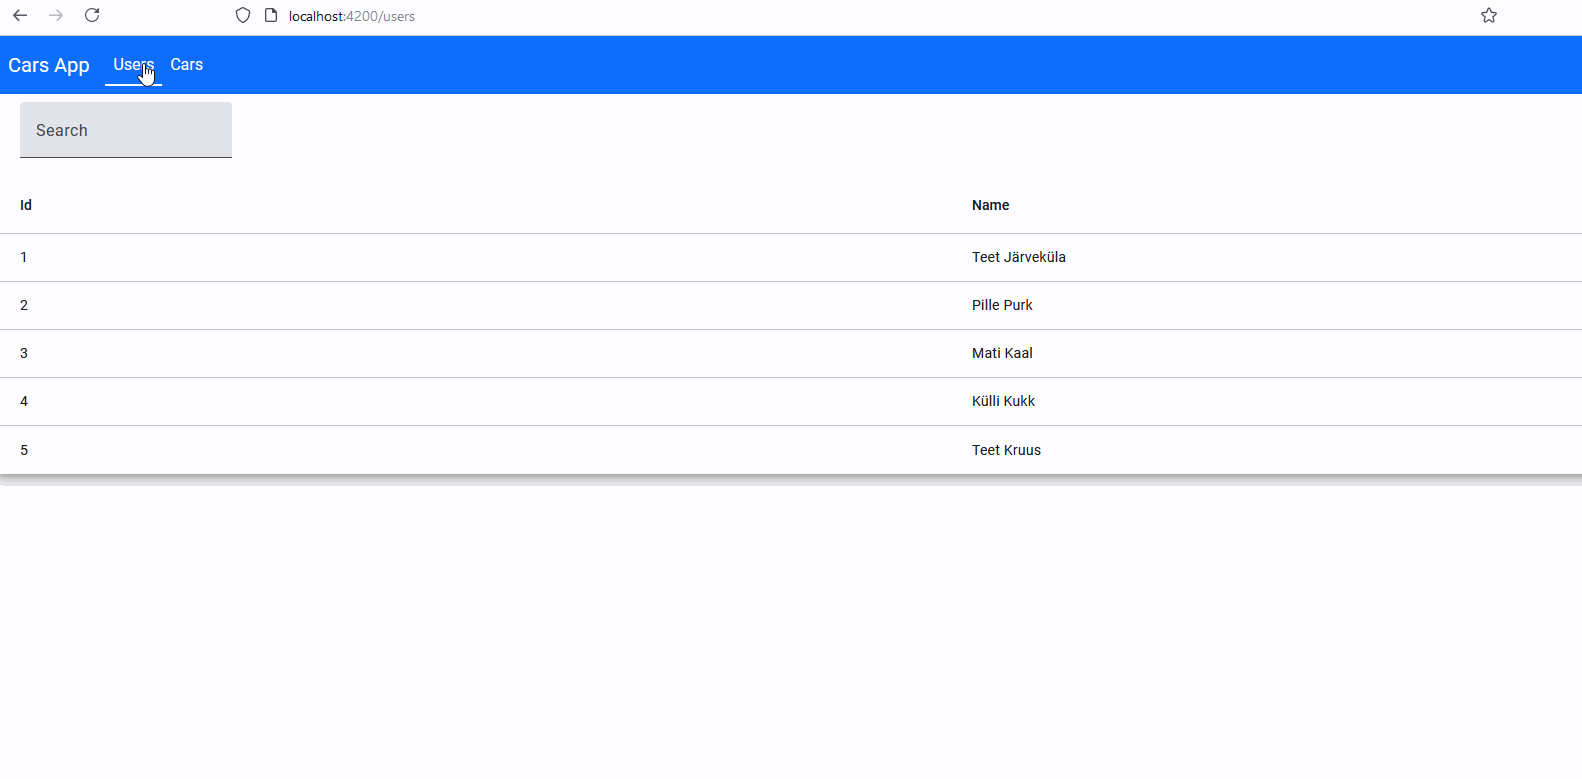 localhost:4200/users
Cars App Users Cars
Search
Id Name
1 Teet Järveküla
2 Pille Purk
3 Mati Kaal
4 Külli Kukk
5 Teet Kruus